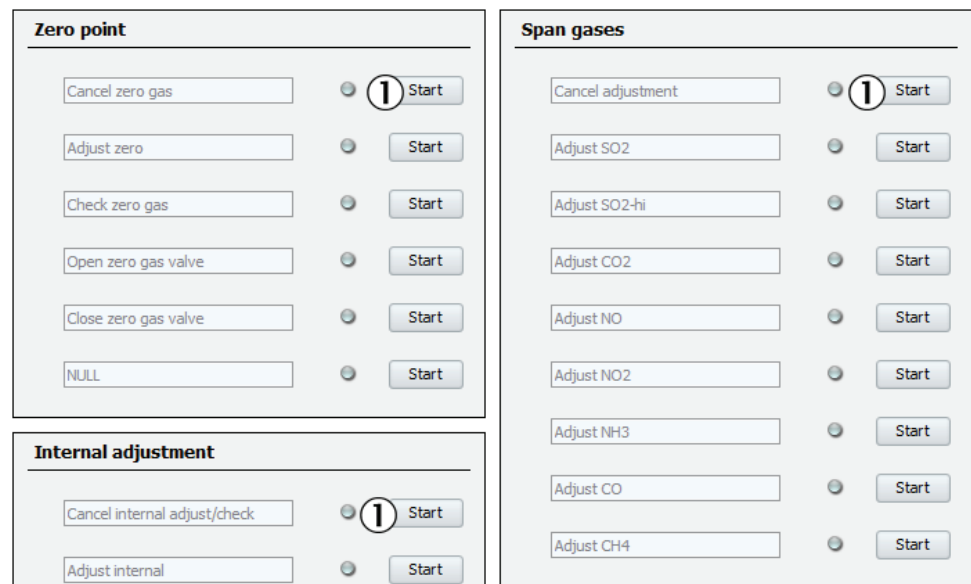 Zero point
Cancel zero gas 1 Start
Adjust zero Start
Check zero gas Start
Open zero gas valve Start
Close zero gas valve Start
NULL Start
Internal adjustment
Cancel internal adjust/check 1 Start
Adjust internal Start
Span gases
Cancel adjustment 1 Start
Adjust SO2 Start
Adjust SO2-hi Start
Adjust CO2 Start
Adjust NO Start
Adjust NO2 Start
Adjust NH3 Start
Adjust CO Start
Adjust CH4 Start